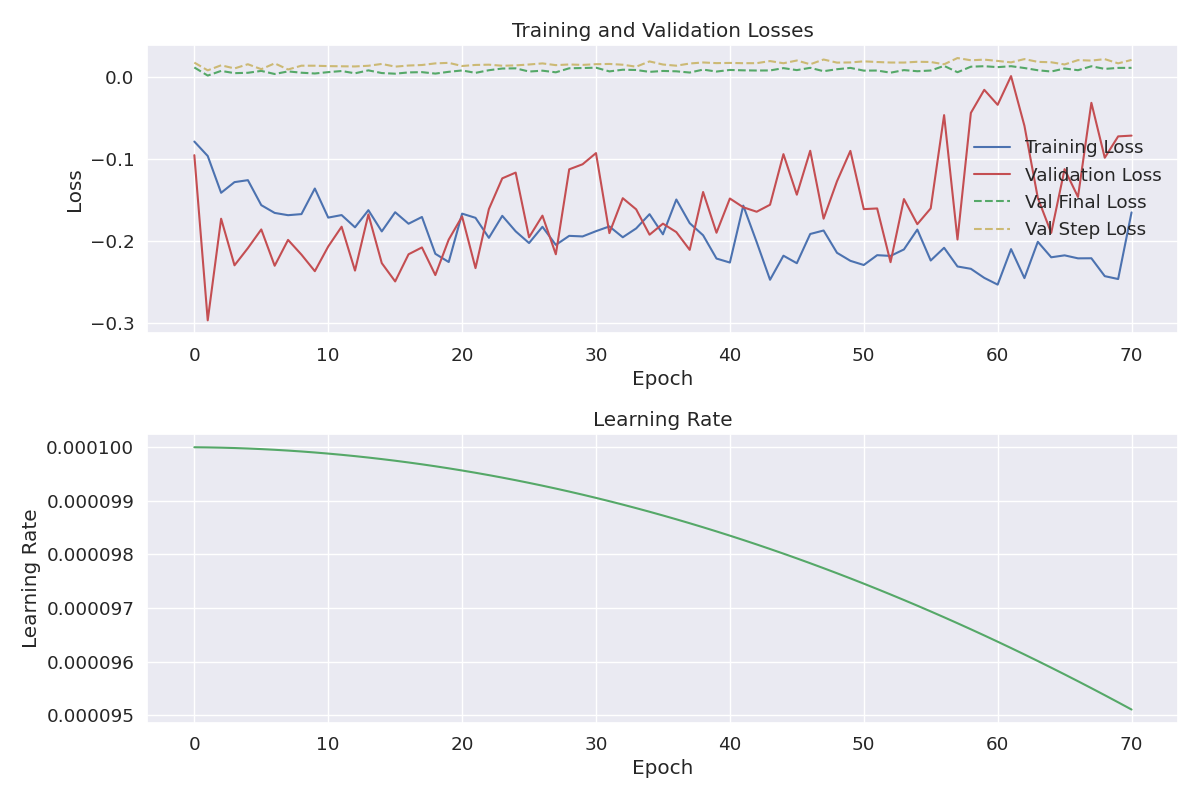 Training and Validation Losses
0.0
−0.1
−0.2
−0.3
Loss
Training Loss
Validation Loss
Val Final Loss
Val Step Loss
0 10 20 30 40 50 60 70
Epoch
Learning Rate
0.000100
0.000099
0.000098
0.000097
0.000096
0.000095
Learning Rate
0 10 20 30 40 50 60 70
Epoch